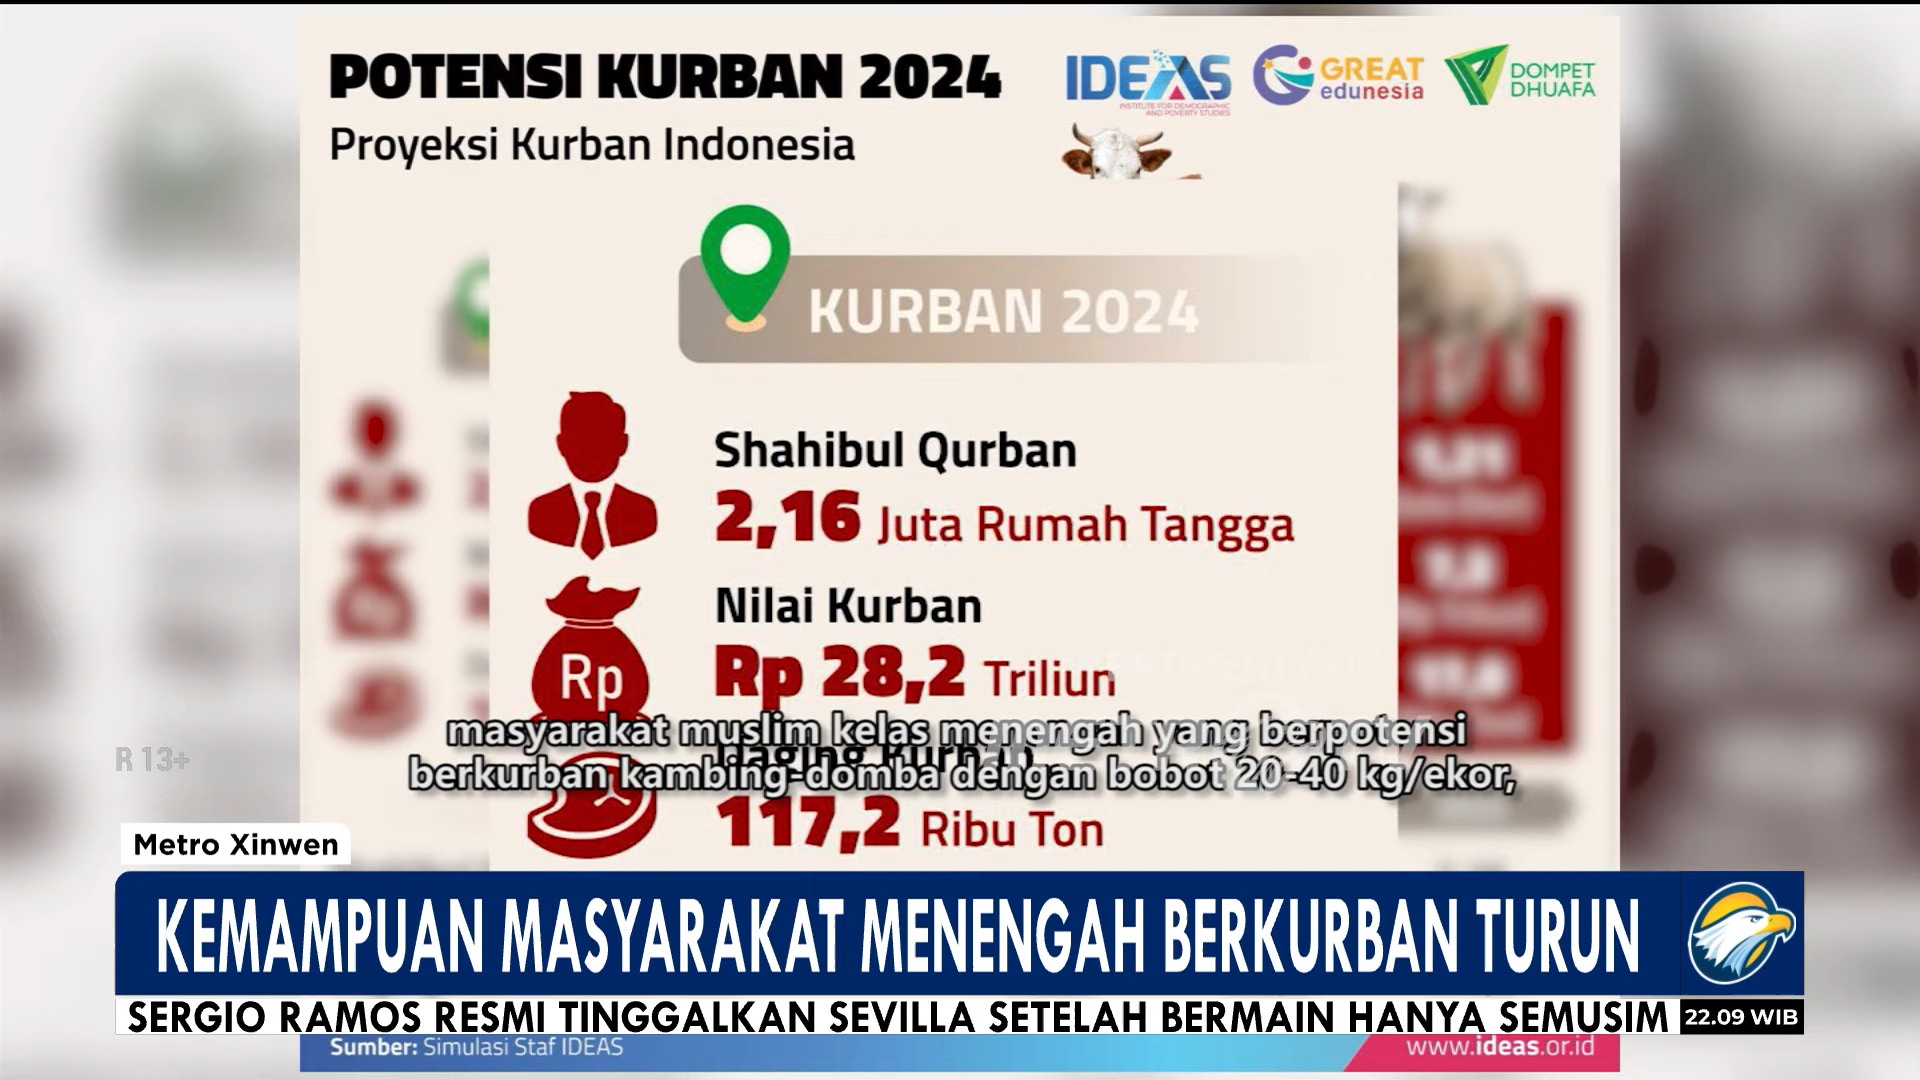 POTENSI KURBAN 2024
Proyeksi Kurban Indonesia
IDEAS
INSTITUTE FOR DEMOGRAPHIC
AND POVERTY STUDIES
GREAT
edunesia
DOMPET
DHUAFA
KURBAN 2024
Shahibul Qurban
2,16 Juta Rumah Tangga
Nilai Kurban
Rp 28,2 Triliun
Rp
masyarakat muslim kelas menengah yang berpotensi
Daging Kurban
berkurban kambing-domba dengan bobot 20-40 kg/ekor,
117,2 Ribu Ton
R 13+
Metro Xinwen
KEMAMPUAN MASYARAKAT MENENGAH BERKURBAN TURUN
SERGIO RAMOS RESMI TINGGALKAN SEVILLA SETELAH BERMAIN HANYA SEMUSIM
22.09 WIB
Sumber: Simulasi Staf IDEAS
www.ideas.or.id